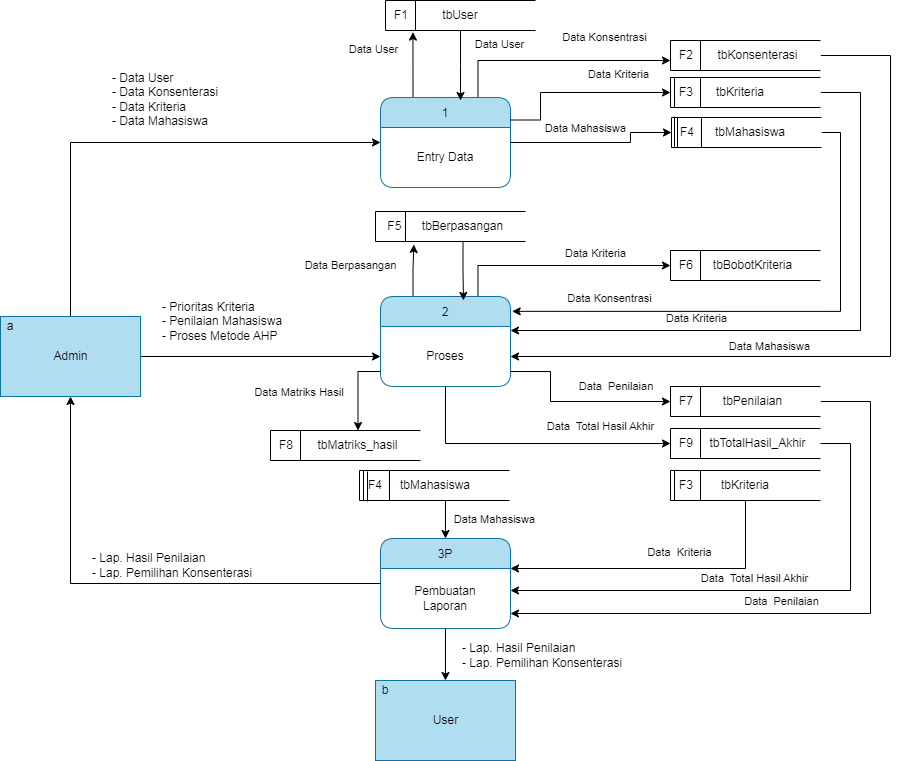 F1
tbUser
Data User
Data User
Data Konsentrasi
F2
tbKonsenterasi
Data Kriteria
F3
tbKriteria
Data Mahasiswa
F4
tbMahasiswa
- Data User
- Data Konsenterasi
- Data Kriteria
- Data Mahasiswa
1
Entry Data
F5
tbBerpasangan
Data Berpasangan
Data Kriteria
F6
tbBobotKriteria
Data Konsentrasi
Data Kriteria
Data Mahasiswa
- Prioritas Kriteria
- Penilaian Mahasiswa
- Proses Metode AHP
2
Proses
a
Admin
Data Matriks Hasil
Data Penilaian
F7
tbPenilaian
Data Total Hasil Akhir
F8
tbMatriks_hasil
F9
tbTotalHasil_Akhir
F4
tbMahasiswa
F3
tbKriteria
Data Mahasiswa
3P
Pembuatan
Laporan
Data Kriteria
Data Total Hasil Akhir
Data Penilaian
- Lap. Hasil Penilaian
- Lap. Pemilihan Konsenterasi
- Lap. Hasil Penilaian
- Lap. Pemilihan Konsenterasi
b
User